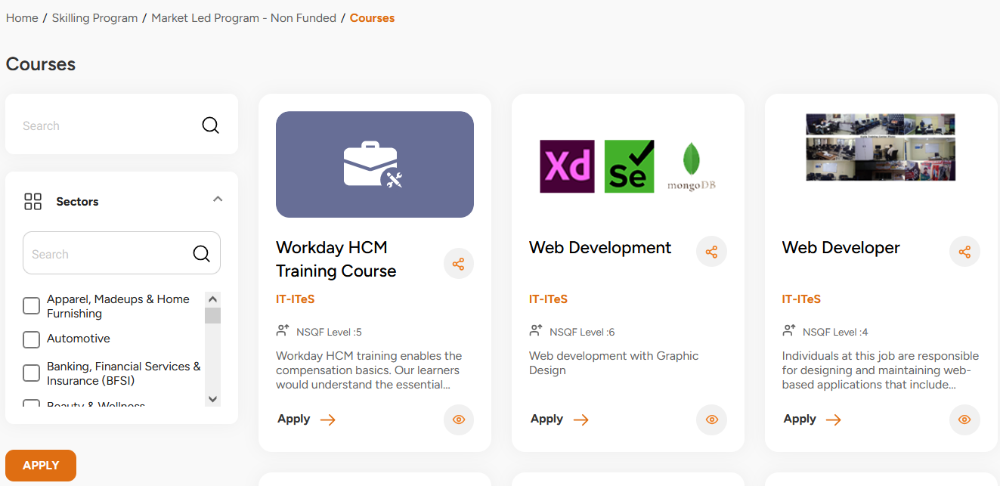 Home / Skilling Program / Market Led Program - Non Funded / Courses
Courses
Search
Sectors
Search
Apparel, Madeups & Home
Furnishing
Automotive
Banking, Financial Services &
Insurance (BFSI)
Beauty & Wellness
APPLY
Workday HCM
Training Course
IT-ITeS
NSQF Level :5
Workday HCM training enables the
compensation basics. Our learners
would understand the essential...
Apply
Xd
Se
mongoDB
Web Development
IT-ITeS
NSQF Level :6
Web development with Graphic
Design
Apply
Web Developer
IT-ITeS
NSQF Level :4
Individuals at this job are responsible
for designing and maintaining web-
based applications that include...
Apply